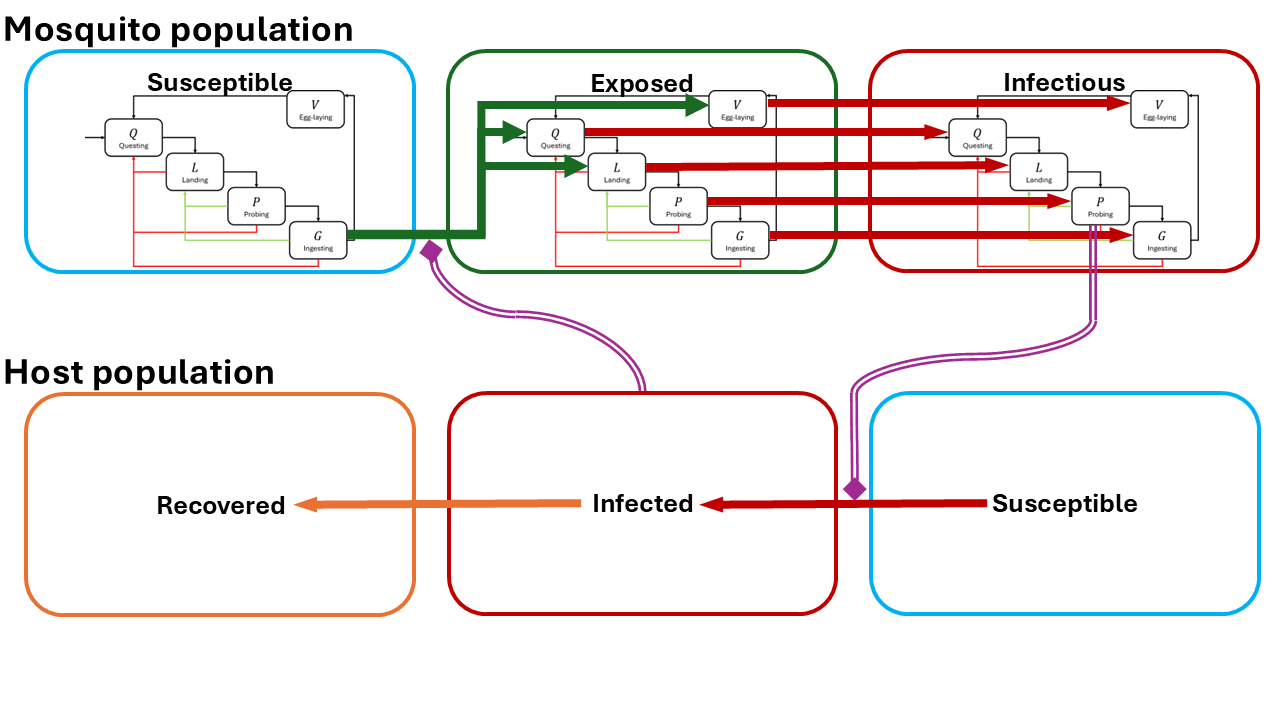 Mosquito population
Susceptible
V
Egg-laying
Q
Questing
L
Landing
P
Probing
G
Ingesting
Exposed
V
Egg-laying
Q
Questing
L
Landing
P
Probing
G
Ingesting
Infectious
V
Egg-laying
Q
Questing
L
Landing
P
Probing
G
Ingesting
Host population
Recovered
Infected
Susceptible